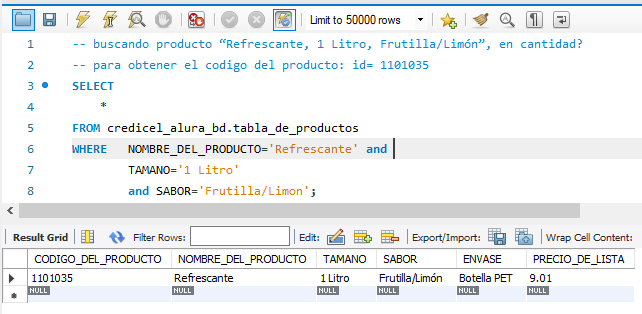 Limit to 50000 rows
1 -- buscando producto “Refrescante, 1 Litro, Frutilla/Limón”, en cantidad?
2 -- para obtener el codigo del producto: id= 1101035
3 SELECT
4 *
5 FROM credicel_alura_bd.tabla_de_productos
6 WHERE NOMBRE_DEL_PRODUCTO='Refrescante' and
7 TAMANO='1 Litro'
8 and SABOR='Frutilla/Limon';
Result Grid Filter Rows: Edit: Export/Import: Wrap Cell Content:
CODIGO_DEL_PRODUCTO NOMBRE_DEL_PRODUCTO TAMANO SABOR ENVASE PRECIO_DE_LISTA
1101035 Refrescante 1 Litro Frutilla/Limón Botella PET 9.01
NULL NULL NULL NULL NULL NULL